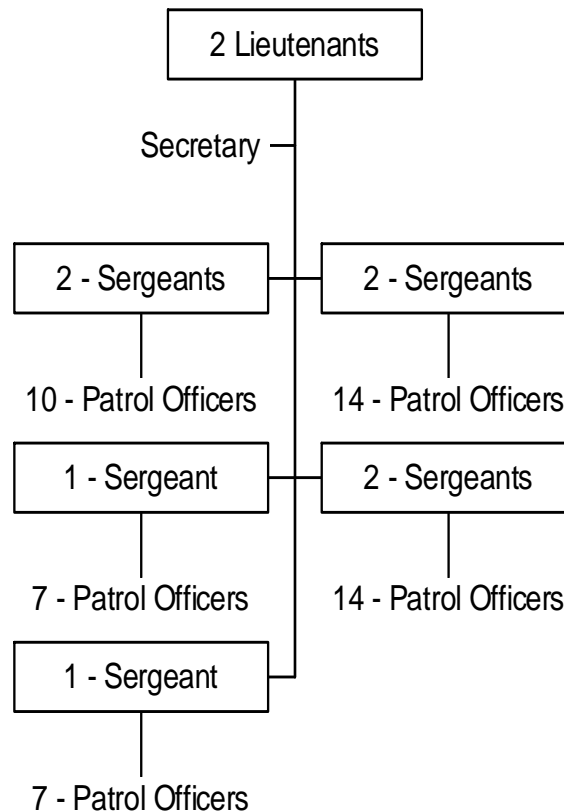 2 Lieutenants
Secretary
2 - Sergeants
2 - Sergeants
10 - Patrol Officers
14 - Patrol Officers
1 - Sergeant
2 - Sergeants
7 - Patrol Officers
14 - Patrol Officers
1 - Sergeant
7 - Patrol Officers